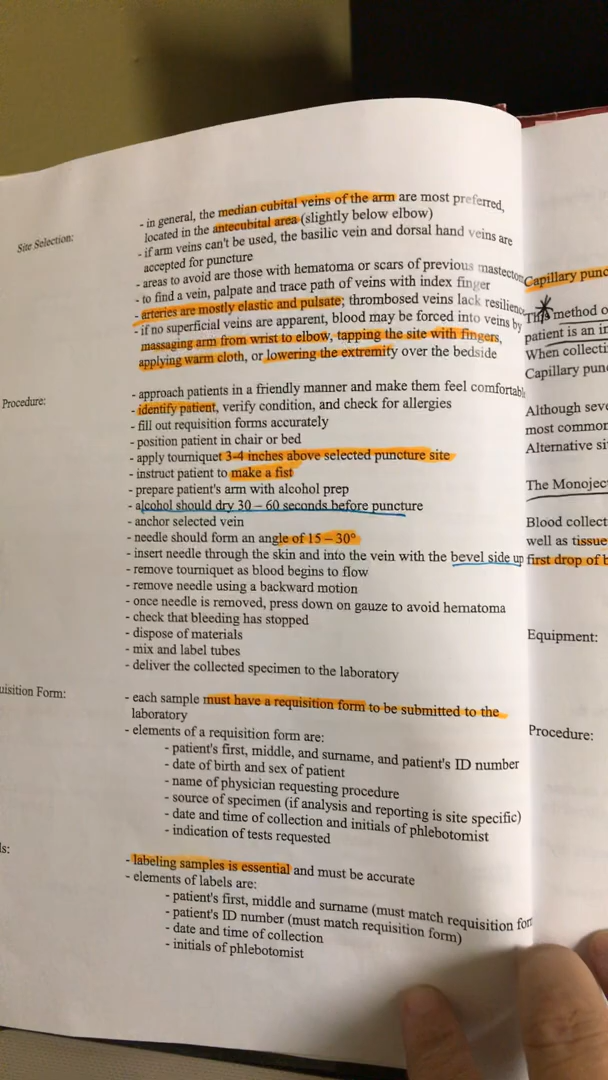 Site Selection:
- in general, the median cubital veins of the arm are most preferred,
located in the antecubital area (slightly below elbow)
- if arm veins can't be used, the basilic vein and dorsal hand veins are
accepted for puncture
- areas to avoid are those with hematoma or scars of previous mastectom
- to find a vein, palpate and trace path of veins with index finger
- arteries are mostly elastic and pulsate; thrombosed veins lack resilienc
- if no superficial veins are apparent, blood may be forced into veins by
massaging arm from wrist to elbow, tapping the site with fingers,
applying warm cloth, or lowering the extremity over the bedside
Procedure:
- approach patients in a friendly manner and make them feel comfortabl
- identify patient, verify condition, and check for allergies
- fill out requisition forms accurately
- position patient in chair or bed
- apply tourniquet 3-4 inches above selected puncture site
- instruct patient to make a fist
- prepare patient's arm with alcohol prep
- alcohol should dry 30 – 60 seconds before puncture
- anchor selected vein
- needle should form an angle of 15 – 30°
- insert needle through the skin and into the vein with the bevel side up
- remove tourniquet as blood begins to flow
- remove needle using a backward motion
- once needle is removed, press down on gauze to avoid hematoma
- check that bleeding has stopped
- dispose of materials
- mix and label tubes
- deliver the collected specimen to the laboratory
uisition Form:
- each sample must have a requisition form to be submitted to the
laboratory
- elements of a requisition form are:
- patient's first, middle, and surname, and patient's ID number
- date of birth and sex of patient
- name of physician requesting procedure
- source of specimen (if analysis and reporting is site specific)
- date and time of collection and initials of phlebotomist
- indication of tests requested
ls:
- labeling samples is essential and must be accurate
- elements of labels are:
- patient's first, middle and surname (must match requisition for
- patient's ID number (must match requisition form)
- date and time of collection
- initials of phlebotomist
Capillary punc
method o
patient is an in
When collecti
Capillary pun
Although seve
most common
Alternative si
The Monojec
Blood collect
well as tissue
first drop of b
Equipment:
Procedure: